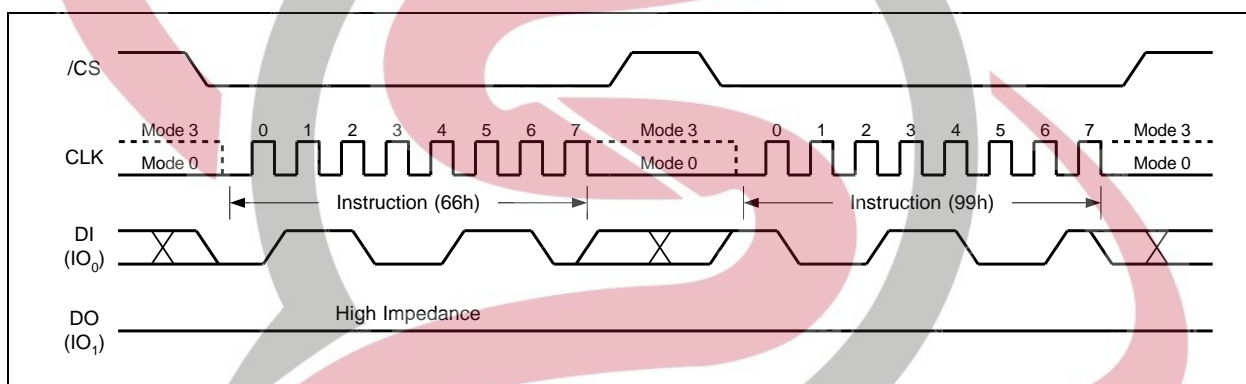 /CS
Mode 3 0 1 2 3 4 5 6 7 Mode 3 0 1 2 3 4 5 6 7 Mode 3
CLK Mode 0 Mode 0 Mode 0
Instruction (66h) Instruction (99h)
DI
(IO0)
High Impedance
DO
(IO1)